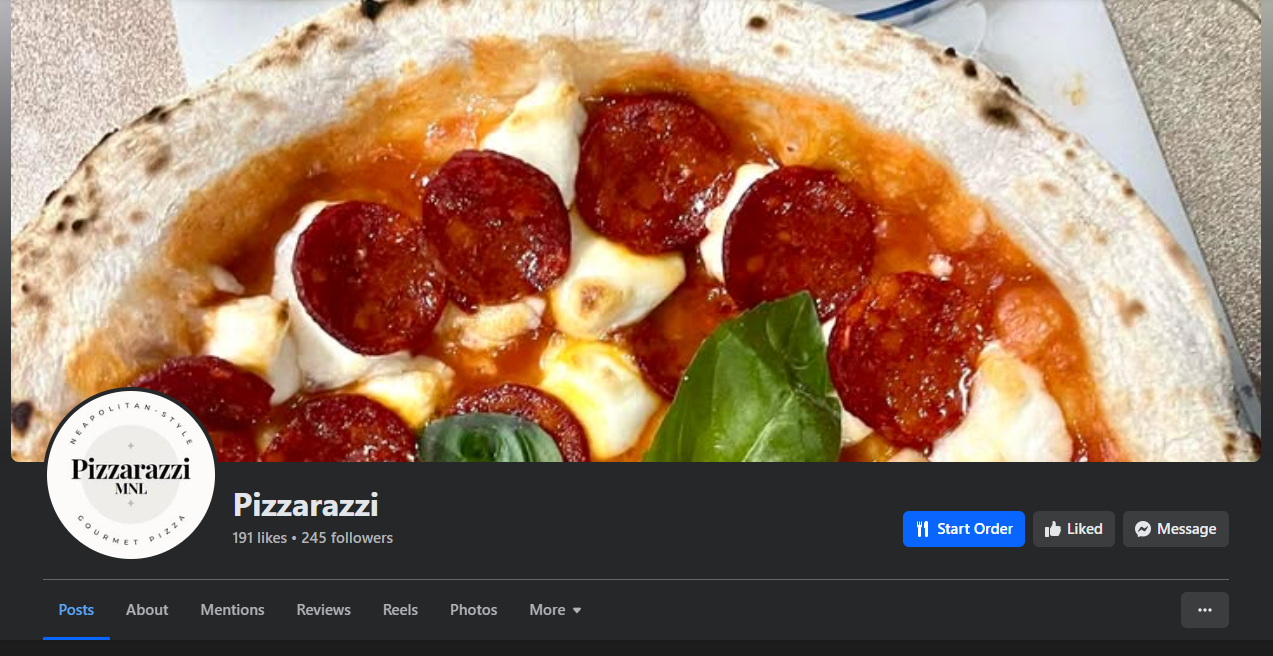 NEAPOLITAN-STYLE
Pizzarazzi
MNL
GOURMET PIZZA
Pizzarazzi
191 likes • 245 followers
Start Order
Liked
Message
Posts
About
Mentions
Reviews
Reels
Photos
More